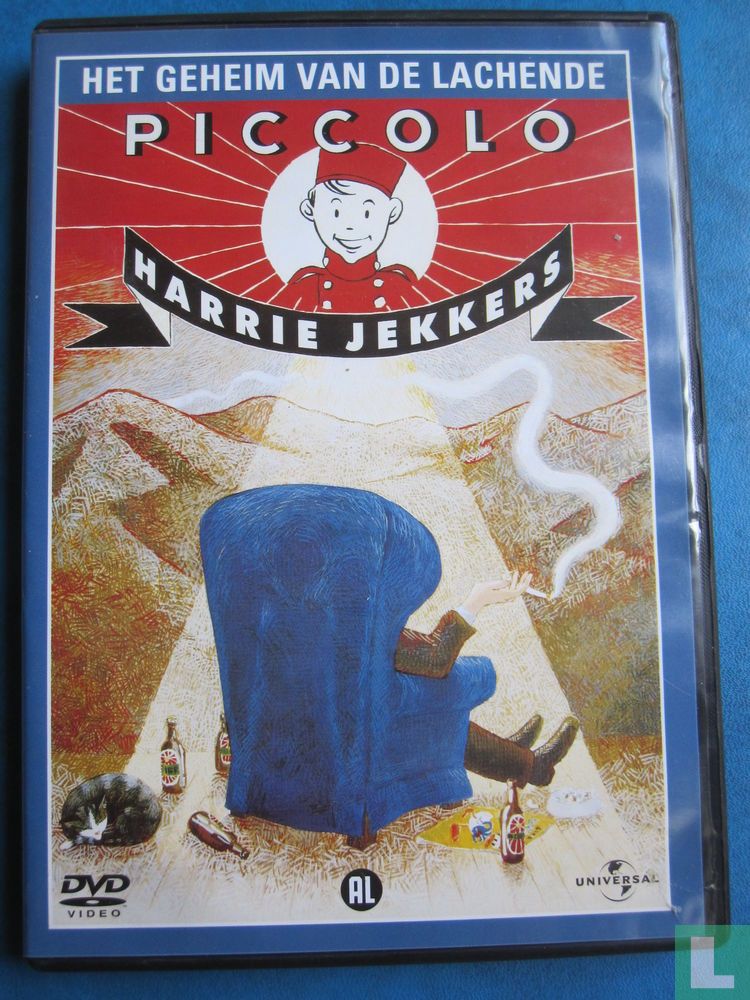 HET GEHEIM VAN DE LACHENDE
PICCOLO
HARRIE JEKKERS
DVD
VIDEO
AL
UNIVERSAL
L